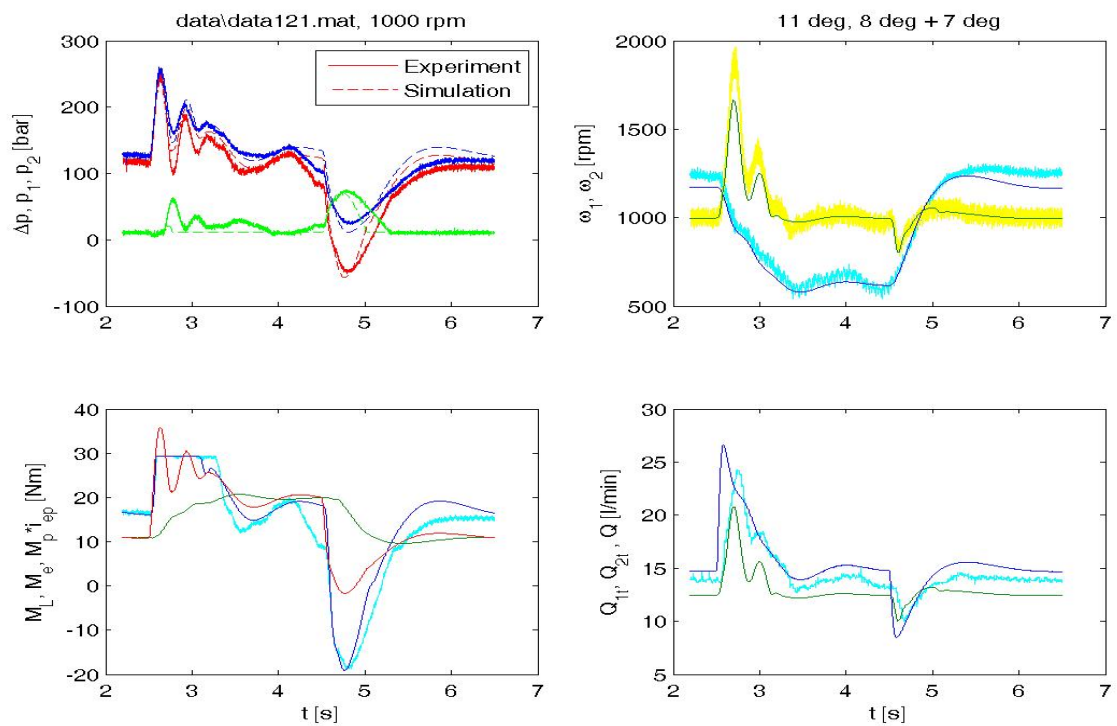 data\data121.mat, 1000 rpm
300
200
100
0
-100
2 3 4 5 6 7
Δp, p1, p2 [bar]
Experiment
Simulation
11 deg, 8 deg + 7 deg
2000
1500
1000
500
2 3 4 5 6 7
ω1, ω2 [rpm]
40
30
20
10
0
-10
-20
2 3 4 5 6 7
ML, Me, Mp*iep [Nm]
t [s]
30
25
20
15
10
5
2 3 4 5 6 7
Q1t, Q2t , Q [l/min]
t [s]